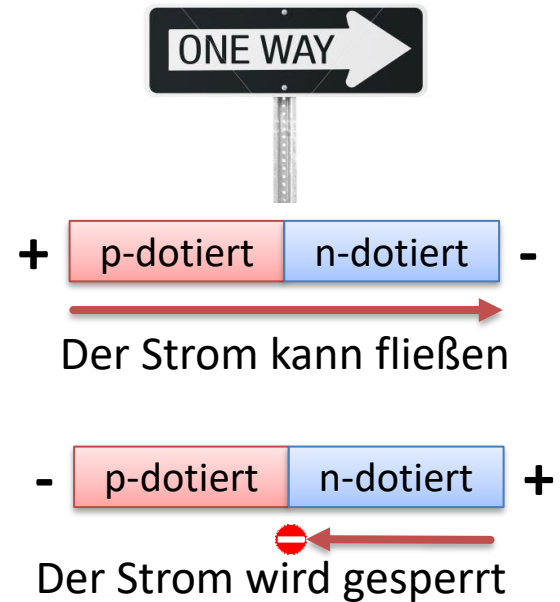 ONE WAY
+ p-dotiert n-dotiert -
Der Strom kann fließen
- p-dotiert n-dotiert +
Der Strom wird gesperrt